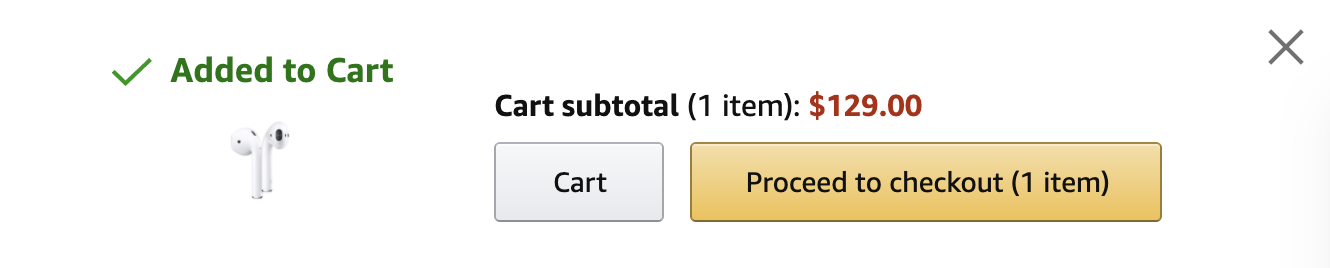 Added to Cart
Cart subtotal (1 item): $129.00
Cart
Proceed to checkout (1 item)